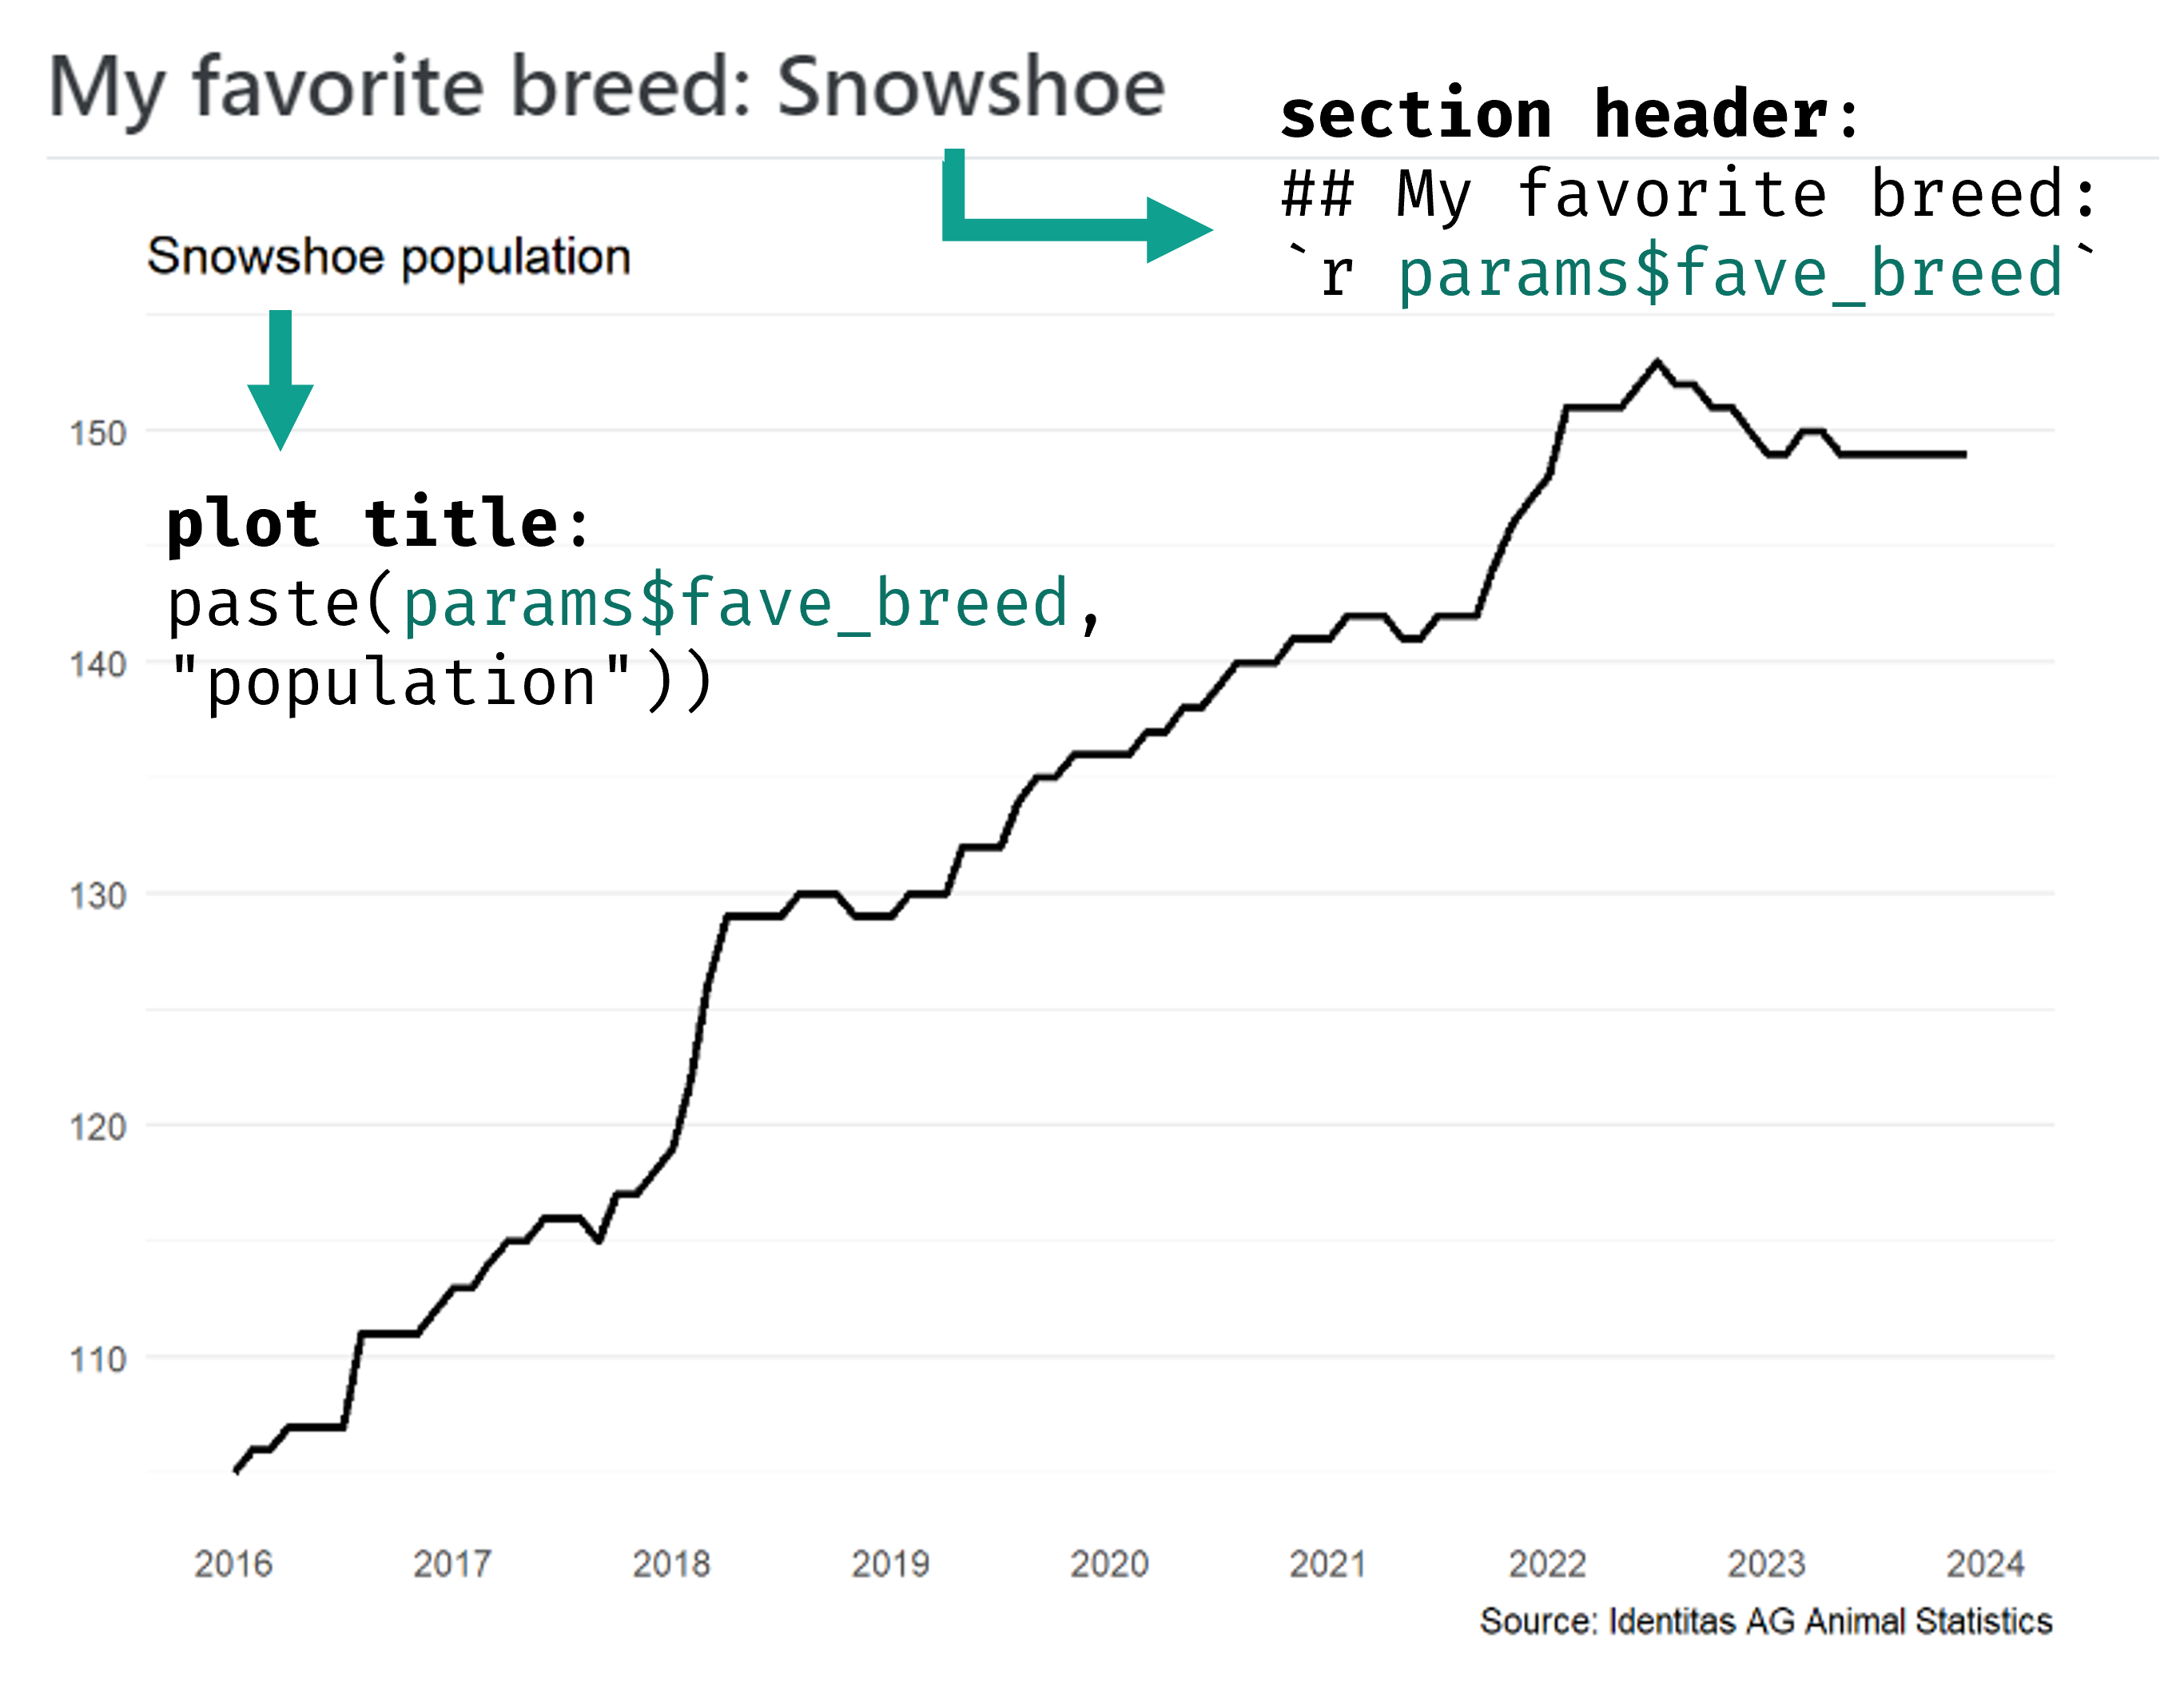 My favorite breed: Snowshoe
section header:
## My favorite breed:
`r params$fave_breed`
Snowshoe population
plot title:
paste(params$fave_breed,
"population"))
150
140
130
120
110
2016 2017 2018 2019 2020 2021 2022 2023 2024
Source: Identitas AG Animal Statistics